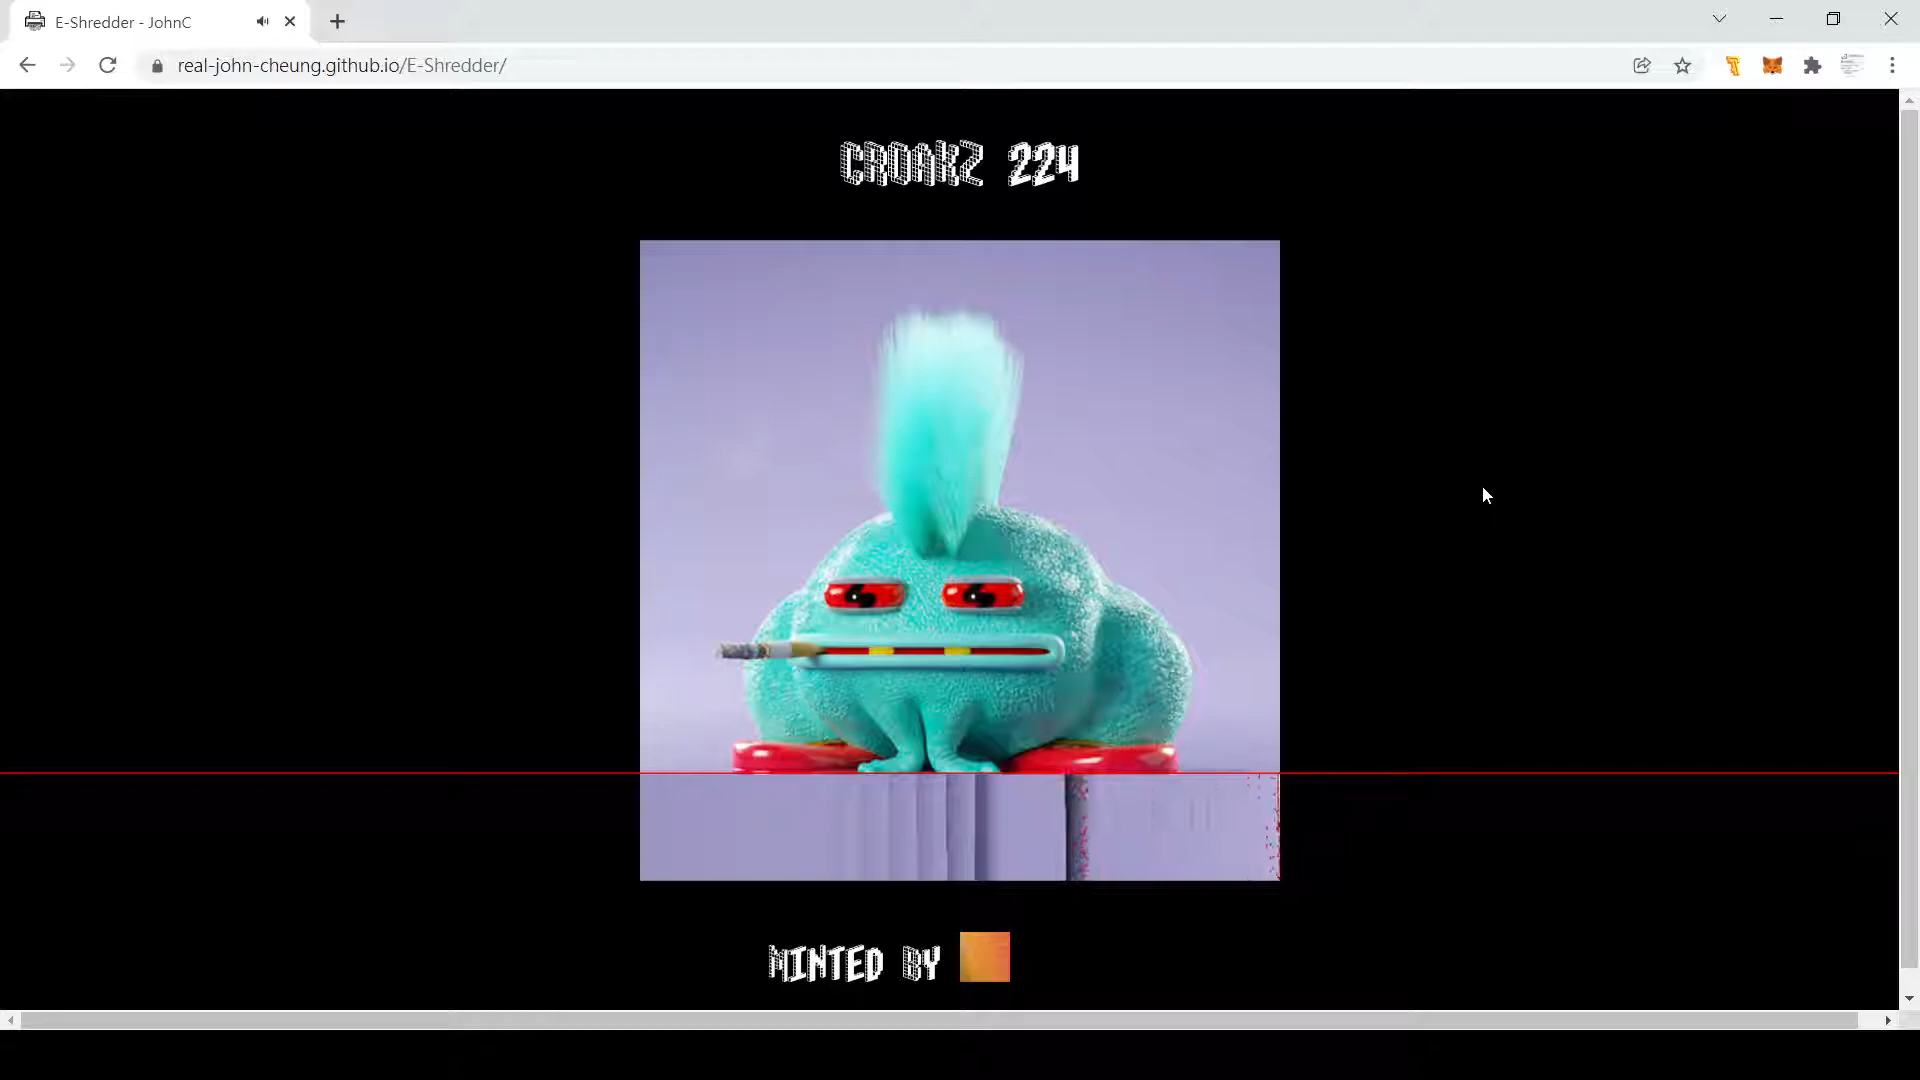 E-Shredder - JohnC
real-john-cheung.github.io/E-Shredder/
CROAKZ 224
MINTED BY